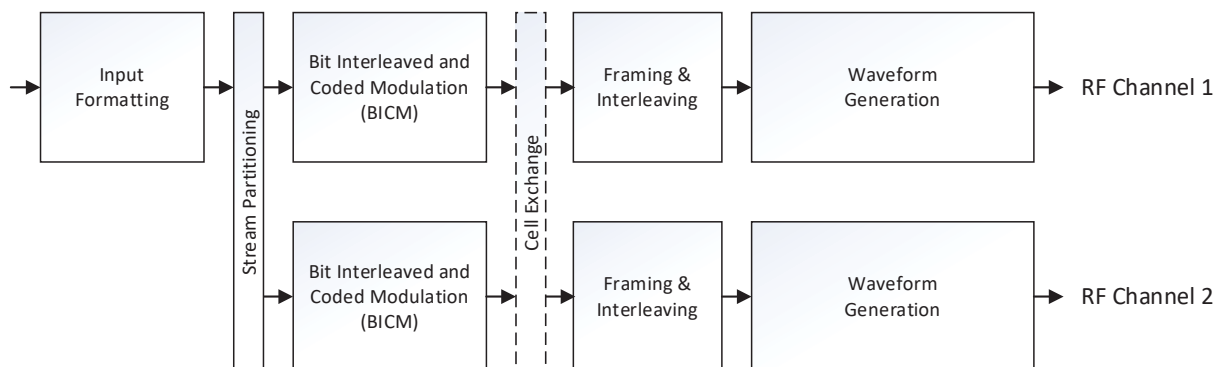 Input
Formatting
Stream Partitioning
Bit Interleaved and
Coded Modulation
(BICM)
Cell Exchange
Framing &
Interleaving
Waveform
Generation
RF Channel 1
Bit Interleaved and
Coded Modulation
(BICM)
Framing &
Interleaving
Waveform
Generation
RF Channel 2